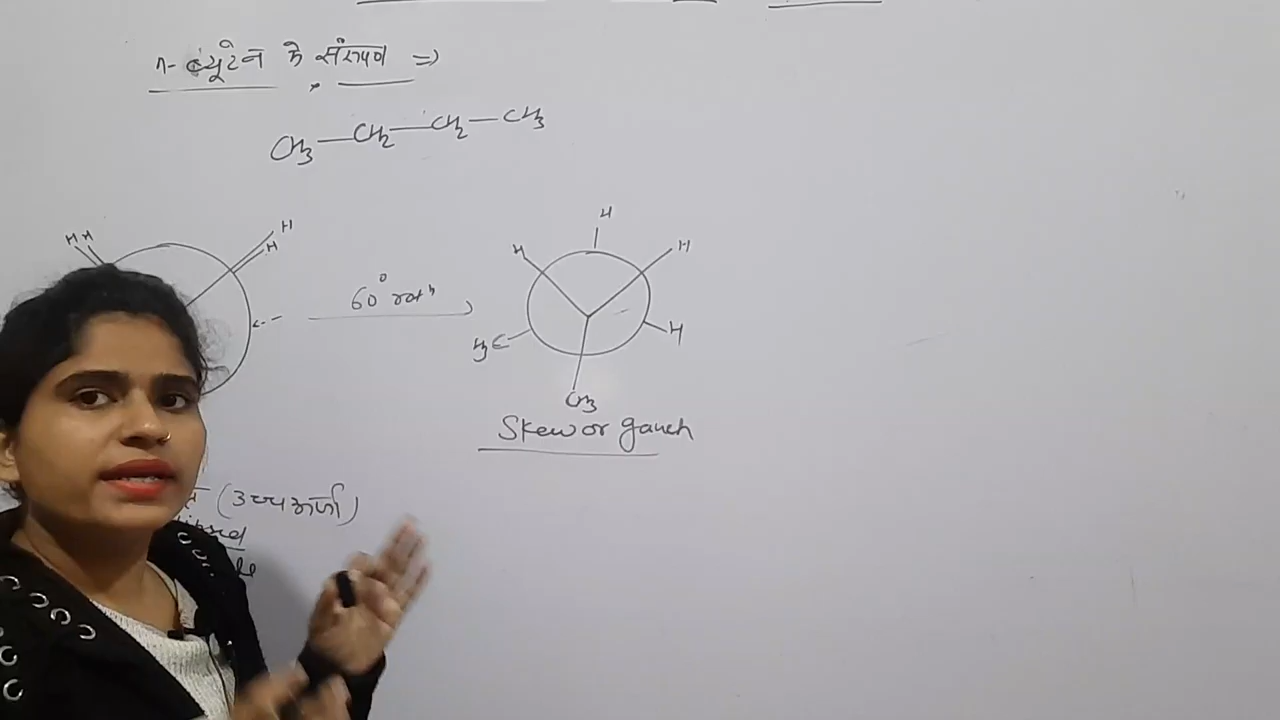 n- ब्यूटेन के संरूपण =>
CH3—CH2—CH2—CH3
H H H H
60° rotn
H H H
H3C H
CH3
Skew or gauch
(उच्च ऊर्जा)